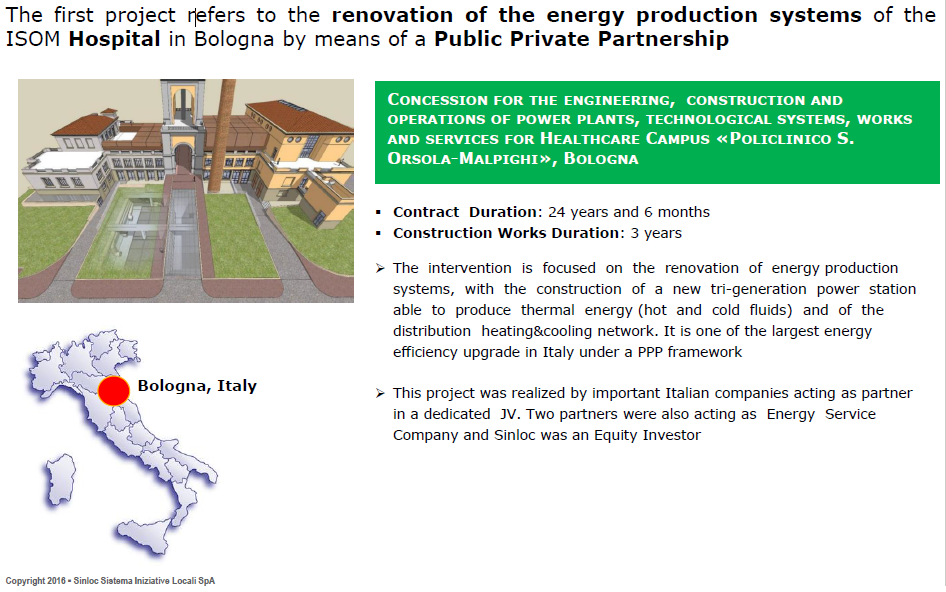 The first project refers to the renovation of the energy production systems of the
ISOM Hospital in Bologna by means of a Public Private Partnership
CONCESSION FOR THE ENGINEERING, CONSTRUCTION AND
OPERATIONS OF POWER PLANTS, TECHNOLOGICAL SYSTEMS, WORKS
AND SERVICES FOR HEALTHCARE CAMPUS «POLICLINICO S.
ORSOLA-MALPIGHI», BOLOGNA
▪ Contract Duration: 24 years and 6 months
▪ Construction Works Duration: 3 years
➢ The intervention is focused on the renovation of energy production
systems, with the construction of a new tri-generation power station
able to produce thermal energy (hot and cold fluids) and of the
distribution heating&cooling network. It is one of the largest energy
efficiency upgrade in Italy under a PPP framework
➢ This project was realized by important Italian companies acting as partner
in a dedicated JV. Two partners were also acting as Energy Service
Company and Sinloc was an Equity Investor
Bologna, Italy
Copyright 2016 • Sinloc Sistema Iniziative Locali SpA